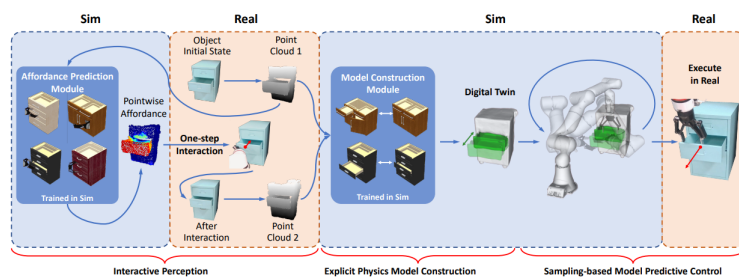 Sim
Real
Sim
Real
Affordance Prediction
Module
Trained in Sim
Pointwise
Affordance
Object
Initial State
Point
Cloud 1
One-step
Interaction
After
Interaction
Point
Cloud 2
Model Construction
Module
Trained in Sim
Digital Twin
Execute
in Real
Interactive Perception
Explicit Physics Model Construction
Sampling-based Model Predictive Control